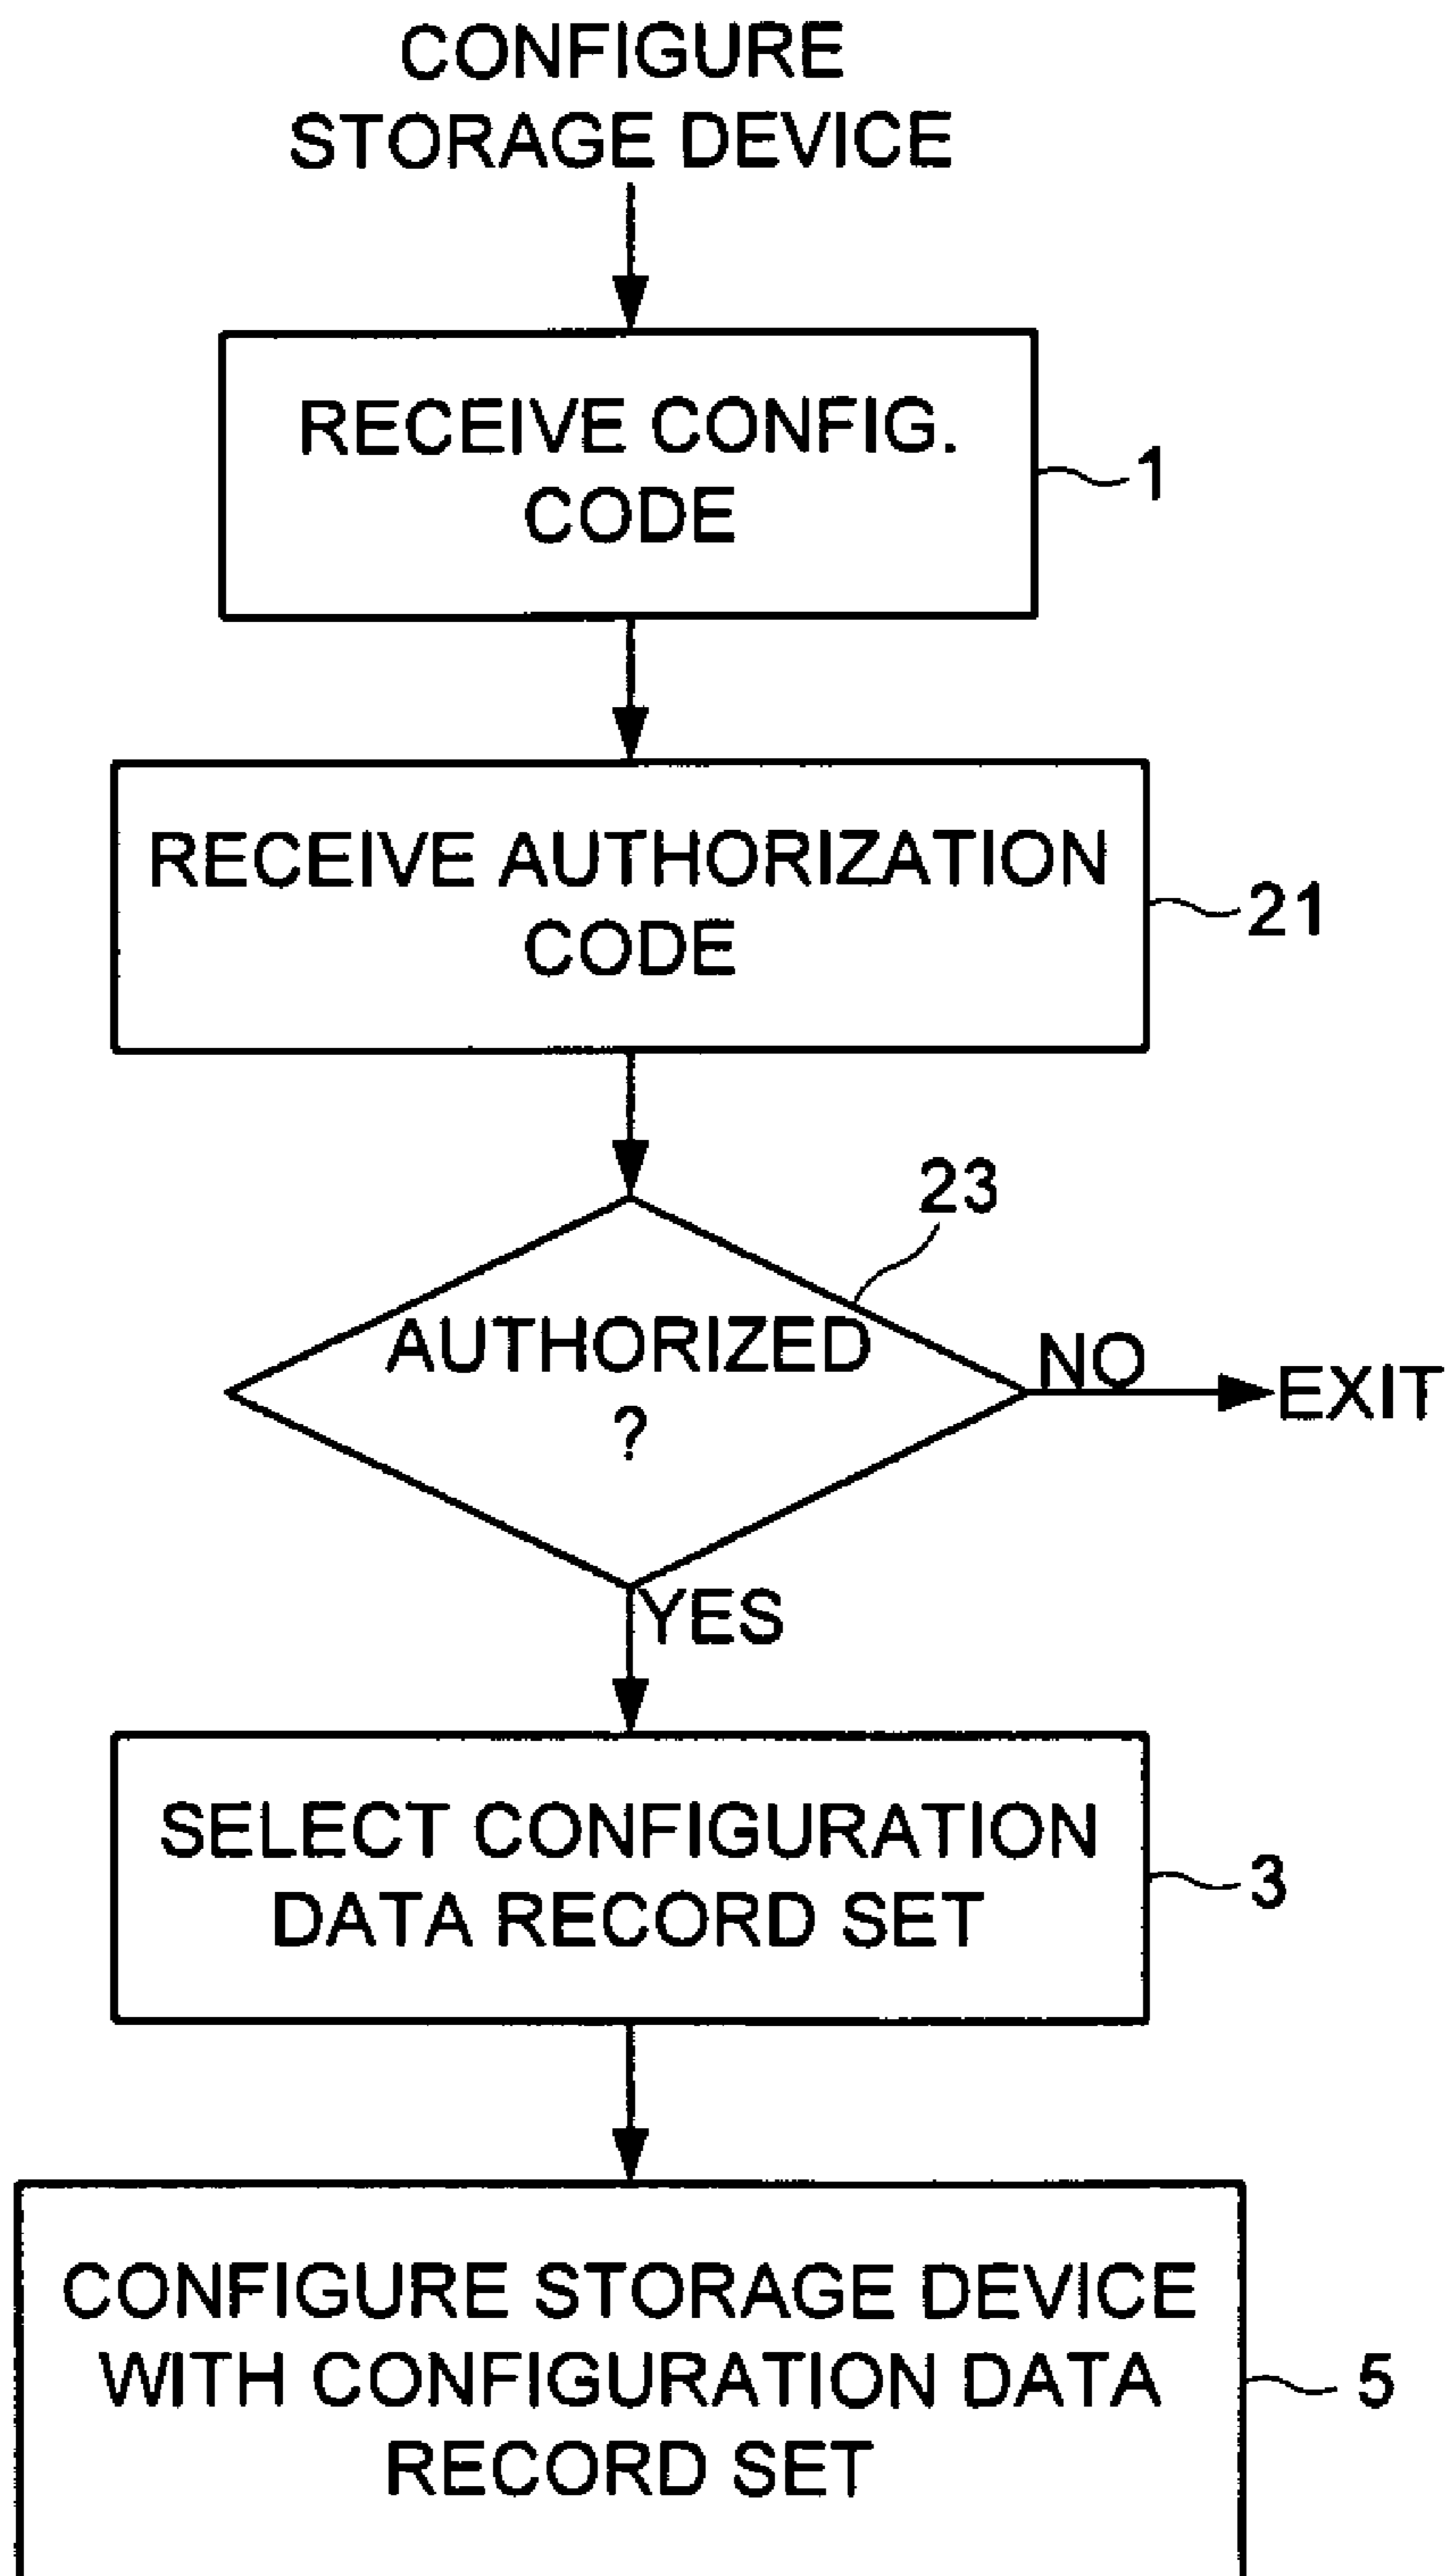 CONFIGURE
STORAGE DEVICE
RECEIVE CONFIG.
CODE
1
RECEIVE AUTHORIZATION
CODE
21
23
AUTHORIZED
?
NO
EXIT
YES
SELECT CONFIGURATION
DATA RECORD SET
3
CONFIGURE STORAGE DEVICE
WITH CONFIGURATION DATA
RECORD SET
5